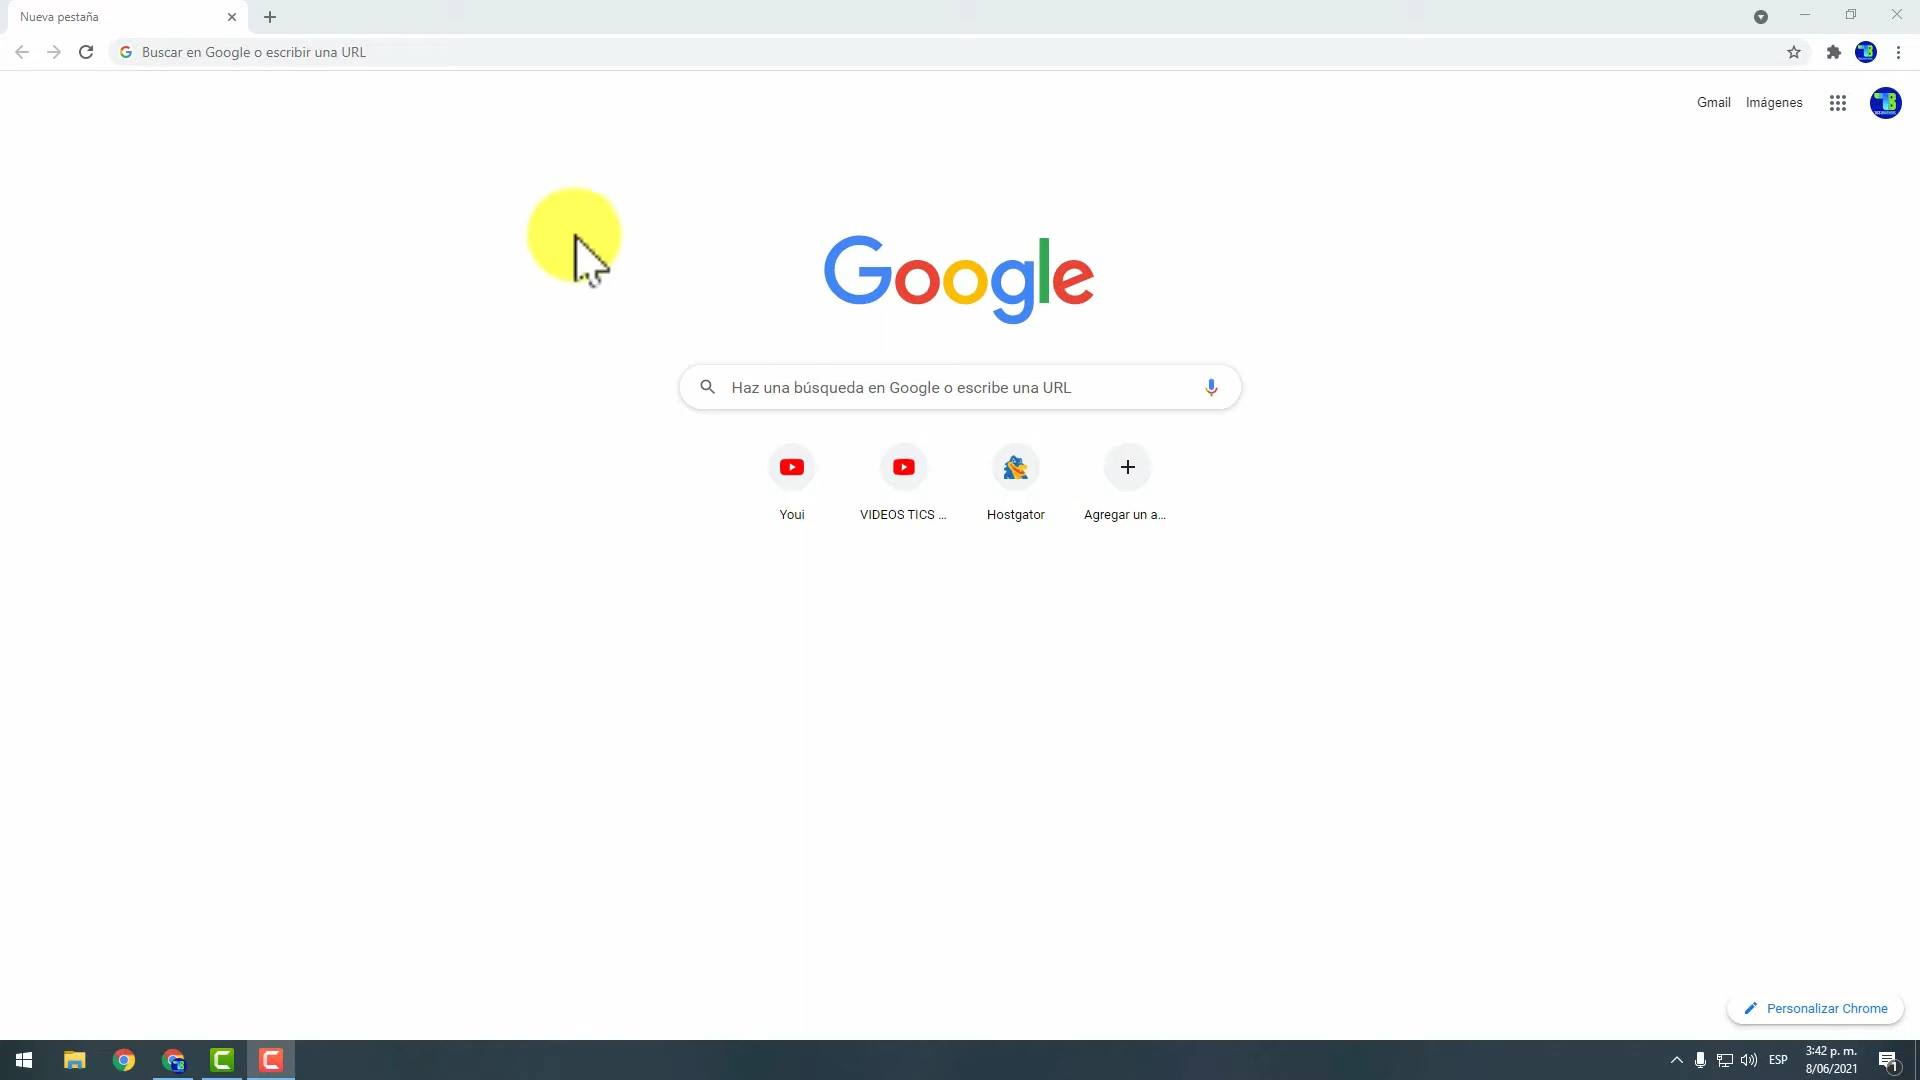 Nueva pestaña
Buscar en Google o escribir una URL
Gmail Imágenes
Google
Haz una búsqueda en Google o escribe una URL
Youi VIDEOS TICS ... Hostgator Agregar un a...
Personalizar Chrome
ESP
3:42 p. m.
8/06/2021
1